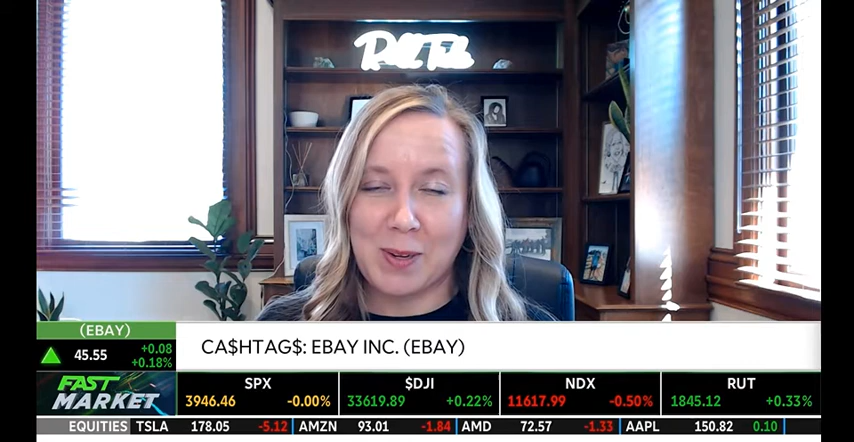 Roll Tide
(EBAY)
45.55
+0.08
+0.18%
CA$HTAG$: EBAY INC. (EBAY)
FAST
MARKET
SPX
3946.46 -0.00%
$DJI
33619.89 +0.22%
NDX
11617.99 -0.50%
RUT
1845.12 +0.33%
EQUITIES TSLA 178.05 -5.12 AMZN 93.01 -1.84 AMD 72.57 -1.33 AAPL 150.82 0.10